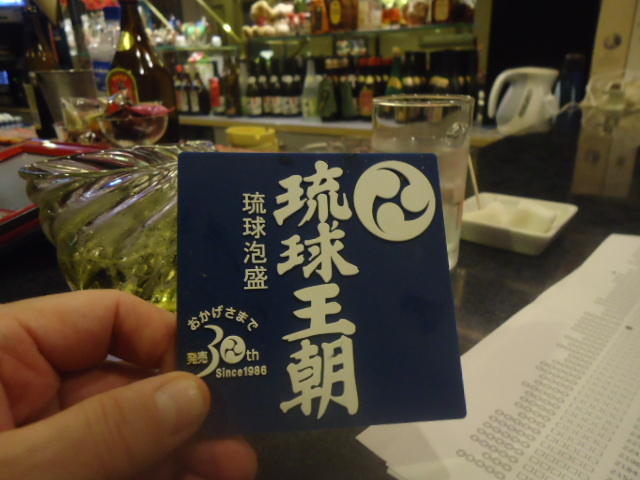 琉球王朝
琉球泡盛
おかげさまで
発売30th
Since1986